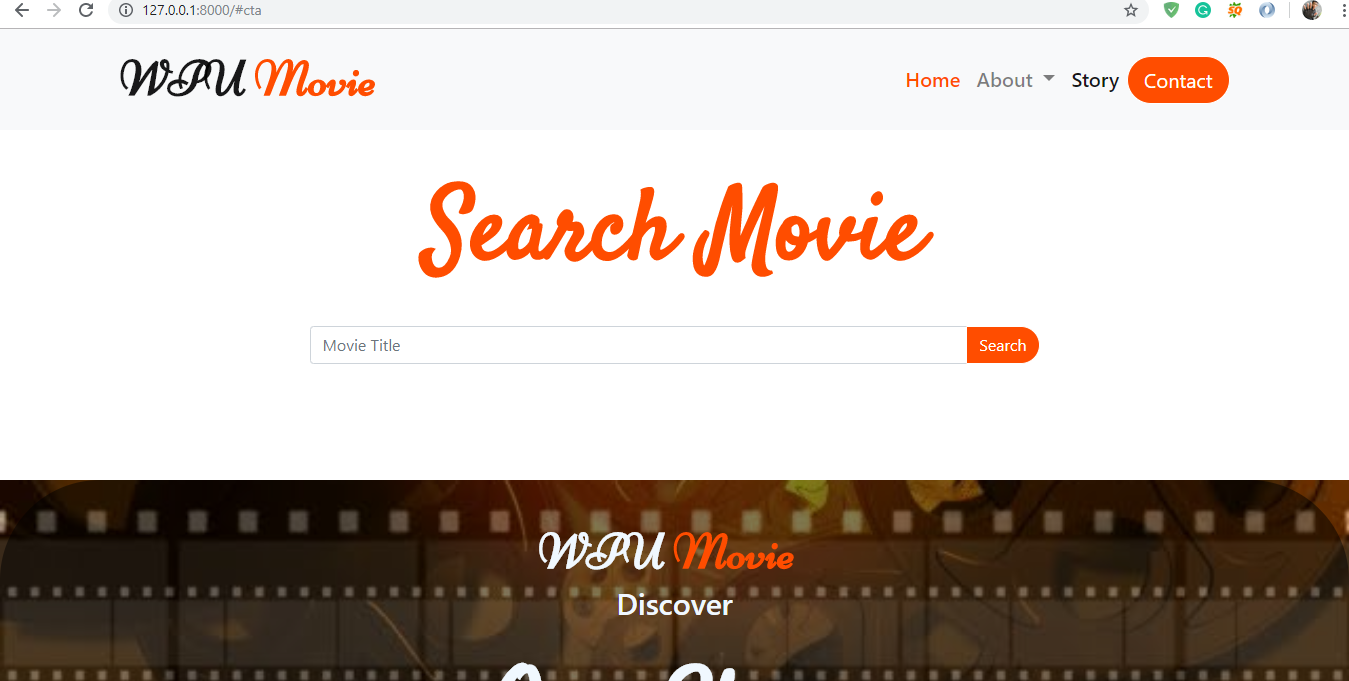 127.0.0.1:8000/#cta
WPU Movie
Home About Story Contact
Search Movie
Movie Title Search
WPU Movie
Discover